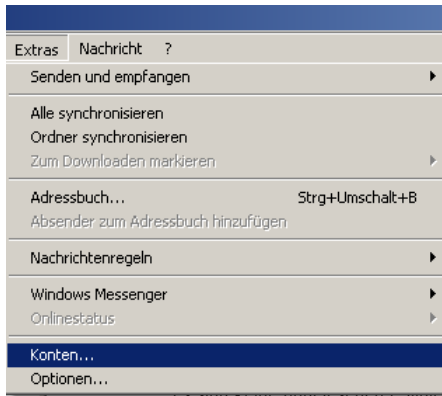 Extras Nachricht ?
Senden und empfangen
Alle synchronisieren
Ordner synchronisieren
Zum Downloaden markieren
Adressbuch... Strg+Umschalt+B
Absender zum Adressbuch hinzufügen
Nachrichtenregeln
Windows Messenger
Onlinestatus
Konten...
Optionen...